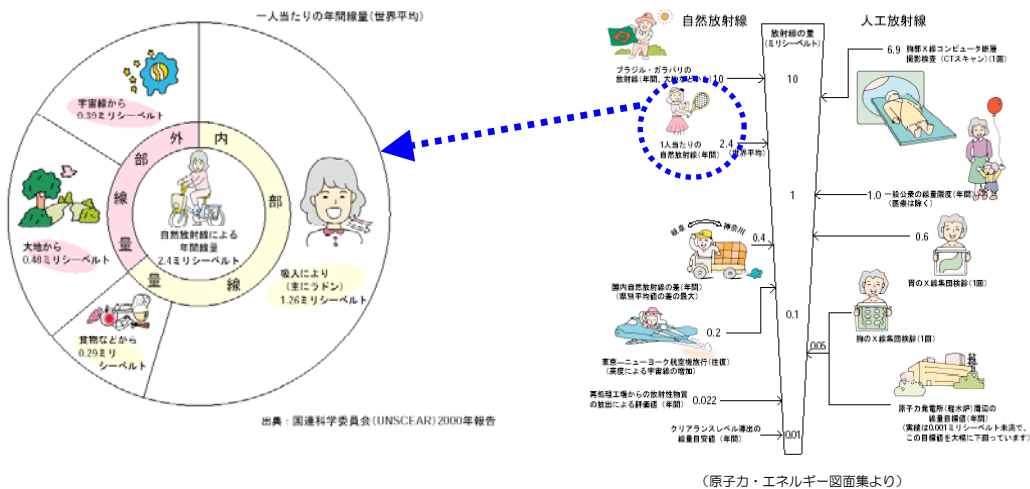 一人当たりの年間線量(世界平均)
宇宙線から
0.39ミリシーベルト
大地から
0.48ミリシーベルト
食物などから
0.29ミリ
シーベルト
吸入により
(主にラドン)
1.26ミリシーベルト
外部線量
内部線量
自然放射線による
年間線量
2.4ミリシーベルト
出典:国連科学委員会(UNSCEAR)2000年報告
自然放射線
放射線の量
(ミリシーベルト)
人工放射線
ブラジル・ガラパリの
放射線(年間、大地などから)
10
1人当たりの
自然放射線(年間)
2.4
(世界平均)
岐阜
神奈川
0.4
国内自然放射線の差(年間)
(県別平均値の差の最大)
0.2
東京―ニューヨーク航空機旅行(往復)
(高度による宇宙線の増加)
再処理工場からの放射性物質
の放出による評価値(年間)
0.022
クリアランスレベル導出の
線量目安値(年間)
10
1
0.1
0.01
6.9
胸部X線コンピュータ断層
撮影検査(CTスキャン)(1回)
1.0
一般公衆の線量限度(年間)
(医療は除く)
0.6
胃のX線集団検診(1回)
0.05
胸のX線集団検診(1回)
原子力発電所(軽水炉)周辺の
線量目標値(年間)
(実績は0.001ミリシーベルト未満で、
この目標値を大幅に下回っています)
(原子力・エネルギー図面集より)